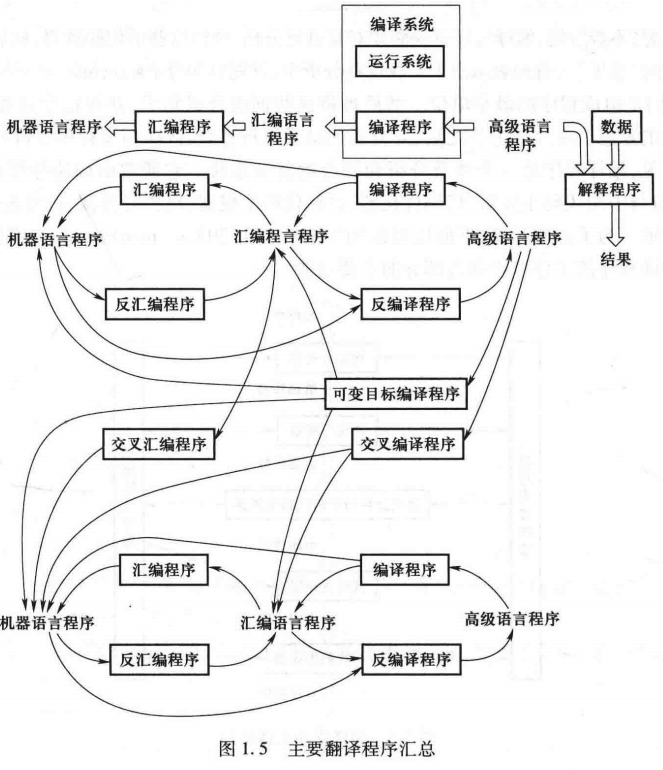 编译系统
运行系统
机器语言程序
汇编程序
汇编语言
程序
编译程序
高级语言
程序
数据
解释程序
结果
汇编程序
编译程序
机器语言程序
汇编程言程序
高级语言程序
反汇编程序
反编译程序
可变目标编译程序
交叉汇编程序
交叉编译程序
汇编程序
编译程序
机器语言程序
汇编语言程序
高级语言程序
反汇编程序
反编译程序
图 1.5 主要翻译程序汇总